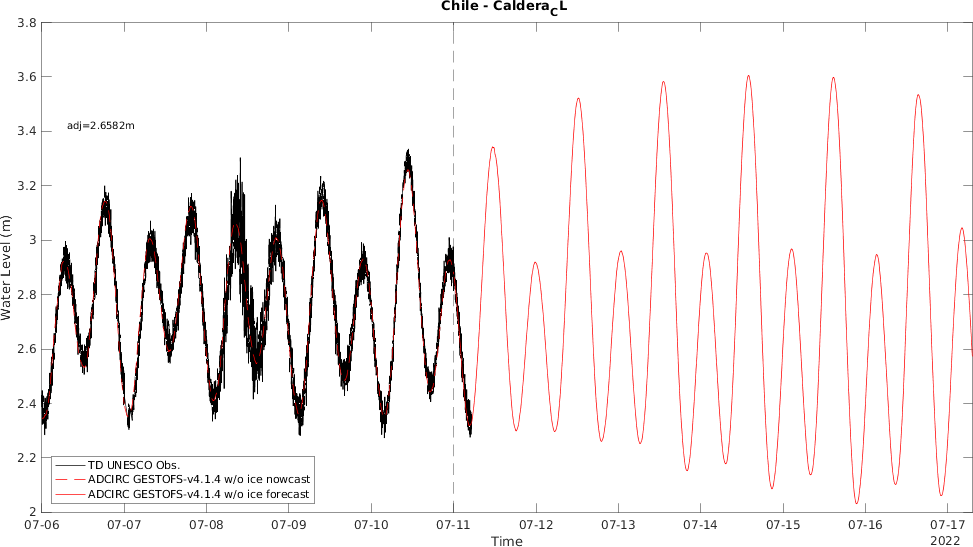 Chile - Caldera_CL
3.8
3.6
3.4
3.2
3
2.8
2.6
2.4
2.2
2
Water Level (m)
adj=2.6582m
TD UNESCO Obs.
ADCIRC GESTOFS-v4.1.4 w/o ice nowcast
ADCIRC GESTOFS-v4.1.4 w/o ice forecast
07-06 07-07 07-08 07-09 07-10 07-11 07-12 07-13 07-14 07-15 07-16 07-17
Time
2022